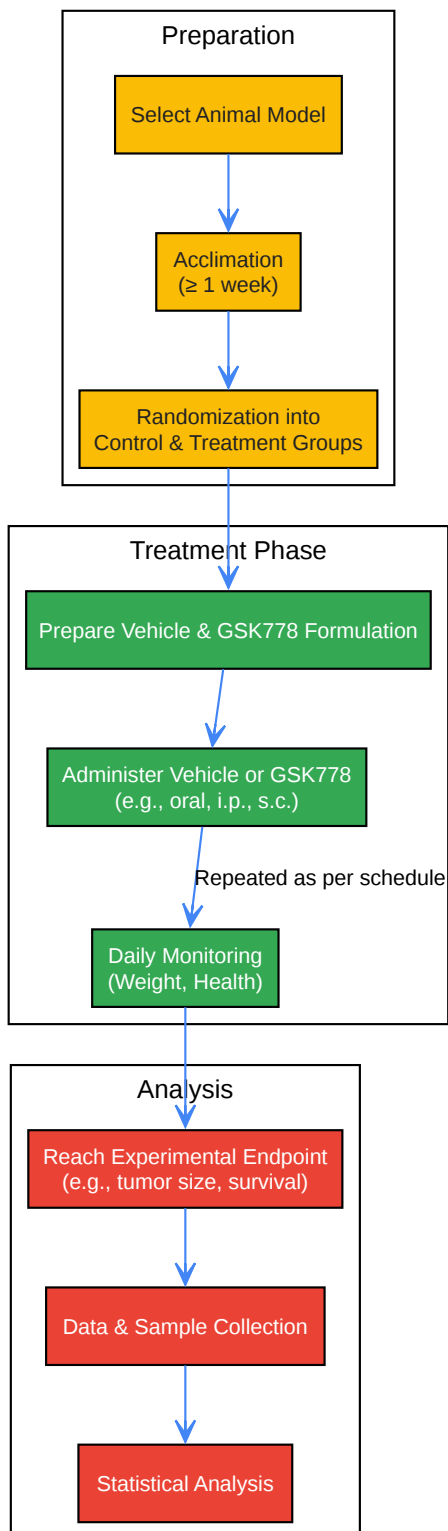 Preparation
Select Animal Model
Acclimation
(≥ 1 week)
Randomization into
Control & Treatment Groups
Treatment Phase
Prepare Vehicle & GSK778 Formulation
Administer Vehicle or GSK778
(e.g., oral, i.p., s.c.)
Repeated as per schedule
Daily Monitoring
(Weight, Health)
Analysis
Reach Experimental Endpoint
(e.g., tumor size, survival)
Data & Sample Collection
Statistical Analysis